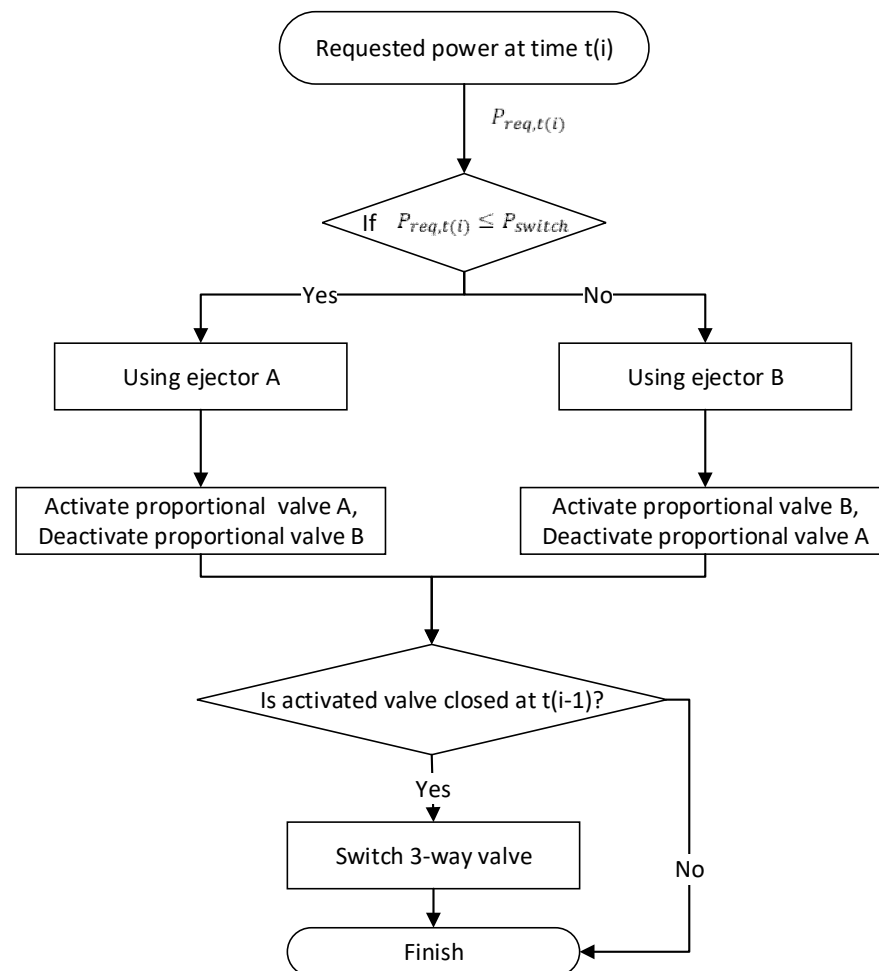 Requested power at time t(i)
P_{req,t(i)}
If P_{req,t(i)} ≤ P_{switch}
Yes
No
Using ejector A
Using ejector B
Activate proportional valve A,
Deactivate proportional valve B
Activate proportional valve B,
Deactivate proportional valve A
Is activated valve closed at t(i-1)?
Yes
Switch 3-way valve
No
Finish